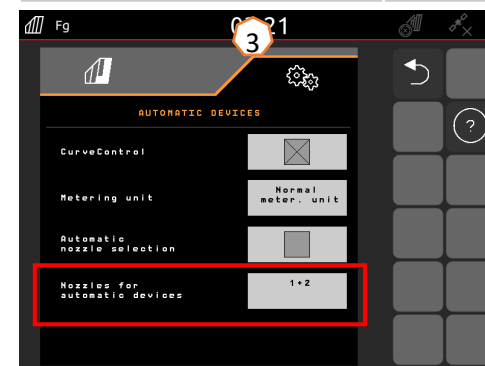 Fg
3
AUTOMATIC DEVICES
CurveControl
Metering unit
Normal
meter. unit
Automatic
nozzle selection
Nozzles for
automatic devices
1+2
?